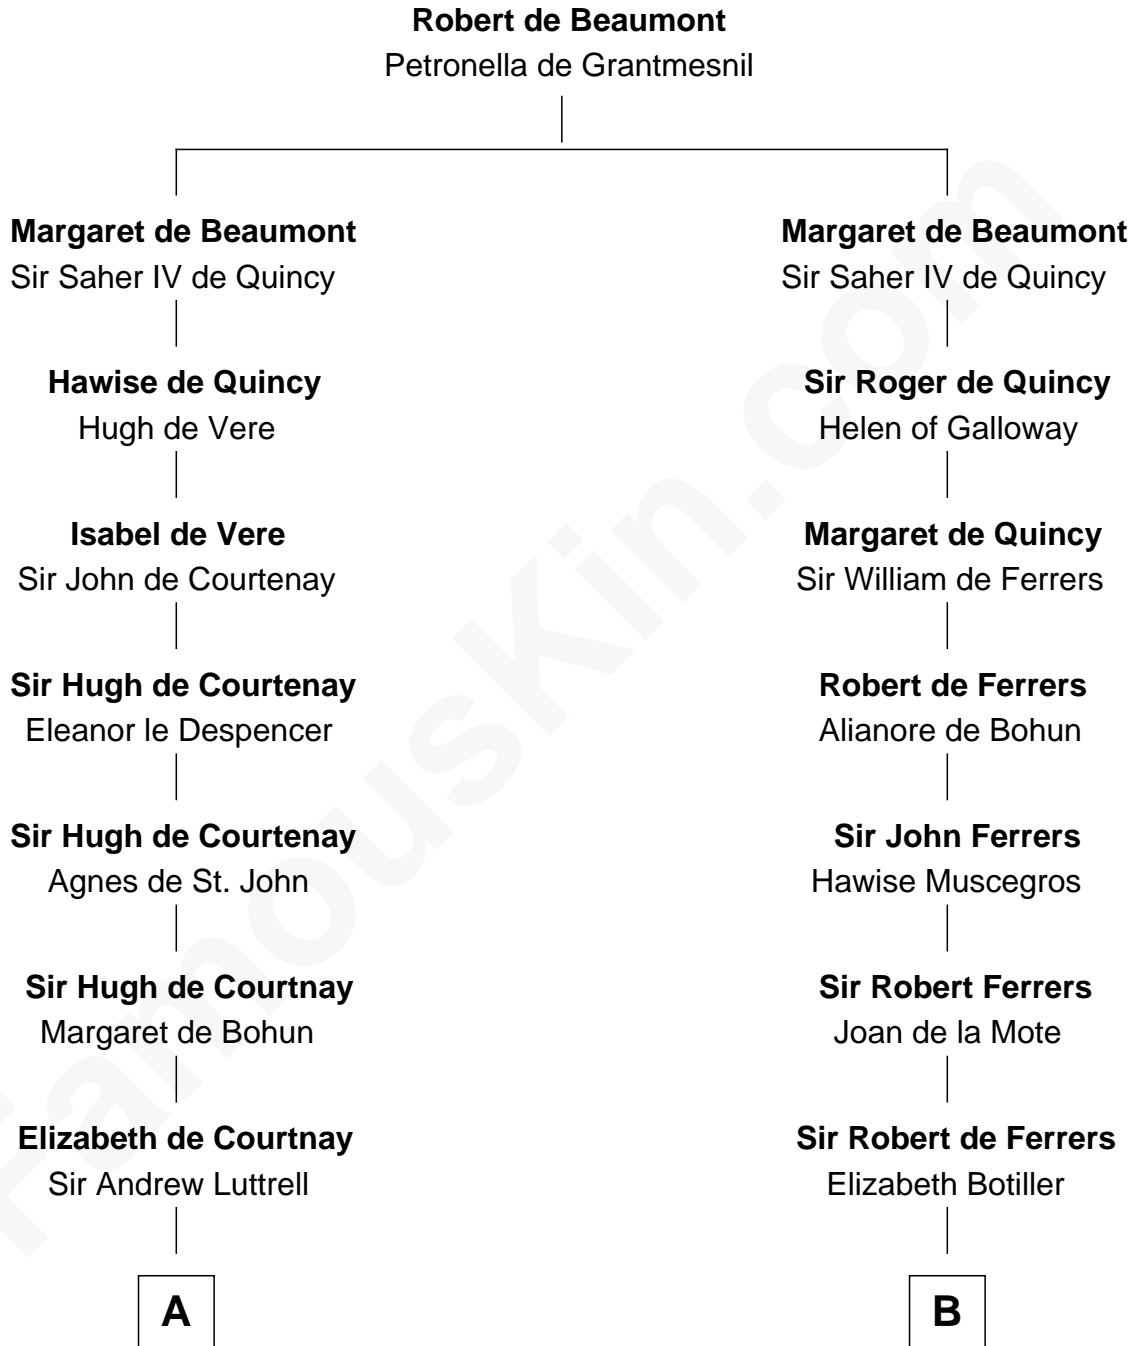 Robert de Beaumont
Petronella de Grantmesnil
Margaret de Beaumont
Sir Saher IV de Quincy
Hawise de Quincy
Hugh de Vere
Isabel de Vere
Sir John de Courtenay
Sir Hugh de Courtenay
Eleanor le Despencer
Sir Hugh de Courtenay
Agnes de St. John
Sir Hugh de Courtnay
Margaret de Bohun
Elizabeth de Courtnay
Sir Andrew Luttrell
A
Margaret de Beaumont
Sir Saher IV de Quincy
Sir Roger de Quincy
Helen of Galloway
Margaret de Quincy
Sir William de Ferrers
Robert de Ferrers
Alianore de Bohun
Sir John Ferrers
Hawise Muscegros
Sir Robert Ferrers
Joan de la Mote
Sir Robert de Ferrers
Elizabeth Botiller
B
FamousKin.com